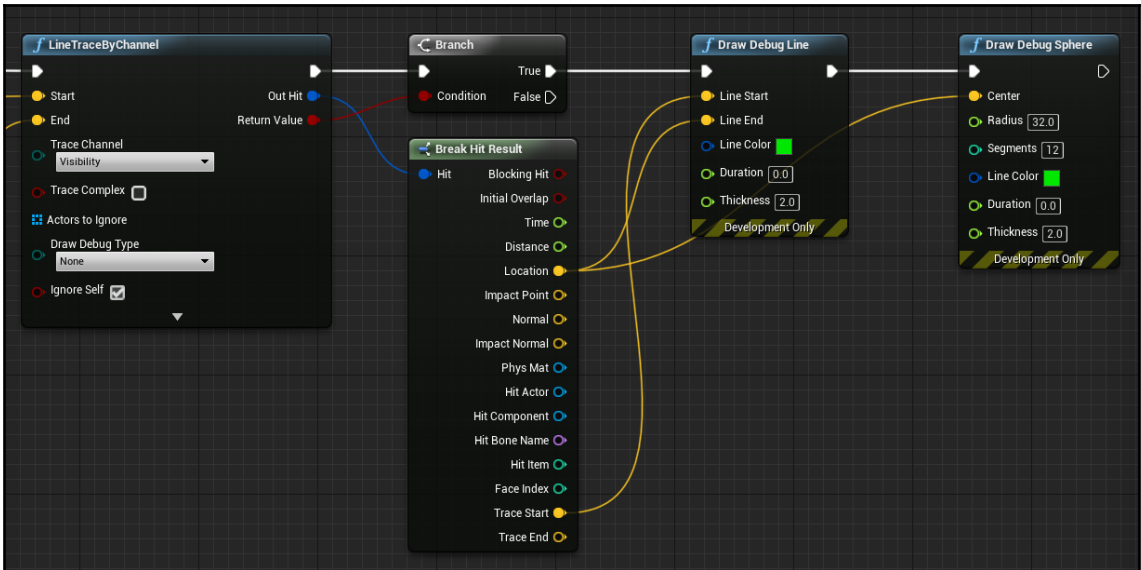 LineTraceByChannel
Start
Out Hit
End
Return Value
Trace Channel
Visibility
Trace Complex
Actors to Ignore
Draw Debug Type
None
Ignore Self
Branch
True
Condition
False
Break Hit Result
Hit
Blocking Hit
Initial Overlap
Time
Distance
Location
Impact Point
Normal
Impact Normal
Phys Mat
Hit Actor
Hit Component
Hit Bone Name
Hit Item
Face Index
Trace Start
Trace End
Draw Debug Line
Line Start
Line End
Line Color
Duration 0.0
Thickness 2.0
Development Only
Draw Debug Sphere
Center
Radius 32.0
Segments 12
Line Color
Duration 0.0
Thickness 2.0
Development Only